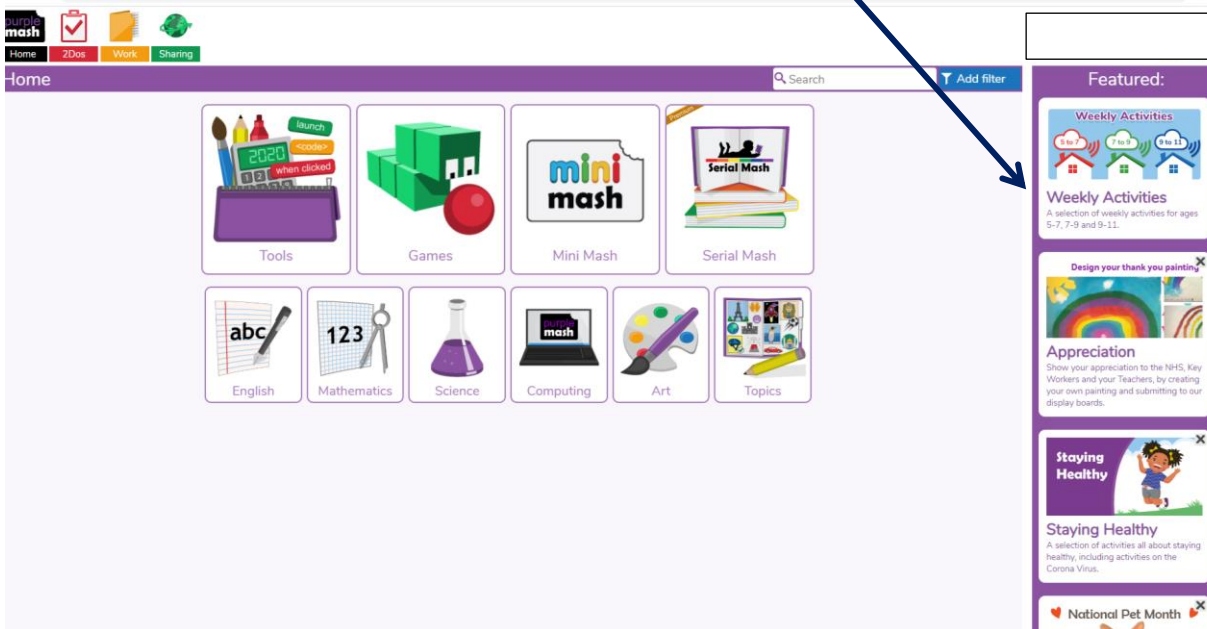 purple
mash
Home 2Dos Work Sharing
Home
Search
Add filter
launch
2020
<code>
when clicked
Tools
Games
mini
mash
Mini Mash
Premium
Serial Mash
Serial Mash
abc
English
123
Mathematics
Science
purple
mash
Computing
Art
Topics
Featured:
Weekly Activities
5 to 7
7 to 9
9 to 11
Weekly Activities
A selection of weekly activities for ages
5-7, 7-9 and 9-11.
Design your thank you painting
Appreciation
Show your appreciation to the NHS, Key
Workers and your Teachers, by creating
your own painting and submitting to our
display boards.
Staying
Healthy
Staying Healthy
A selection of activities all about staying
healthy, including activities on the
Corona Virus.
National Pet Month